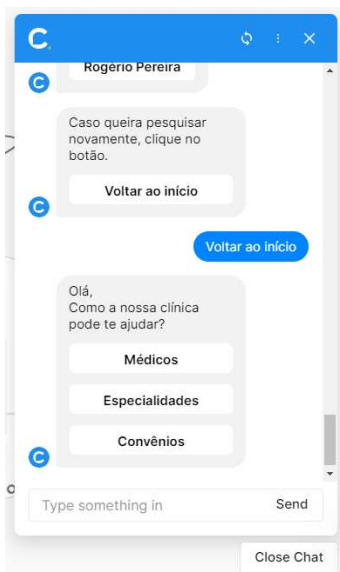 C.
Rogério Pereira
C
Caso queira pesquisar
novamente, clique no
botão.
Voltar ao início
C
Voltar ao início
Olá,
Como a nossa clínica
pode te ajudar?
Médicos
Especialidades
Convênios
C
Type something in
Send
Close Chat